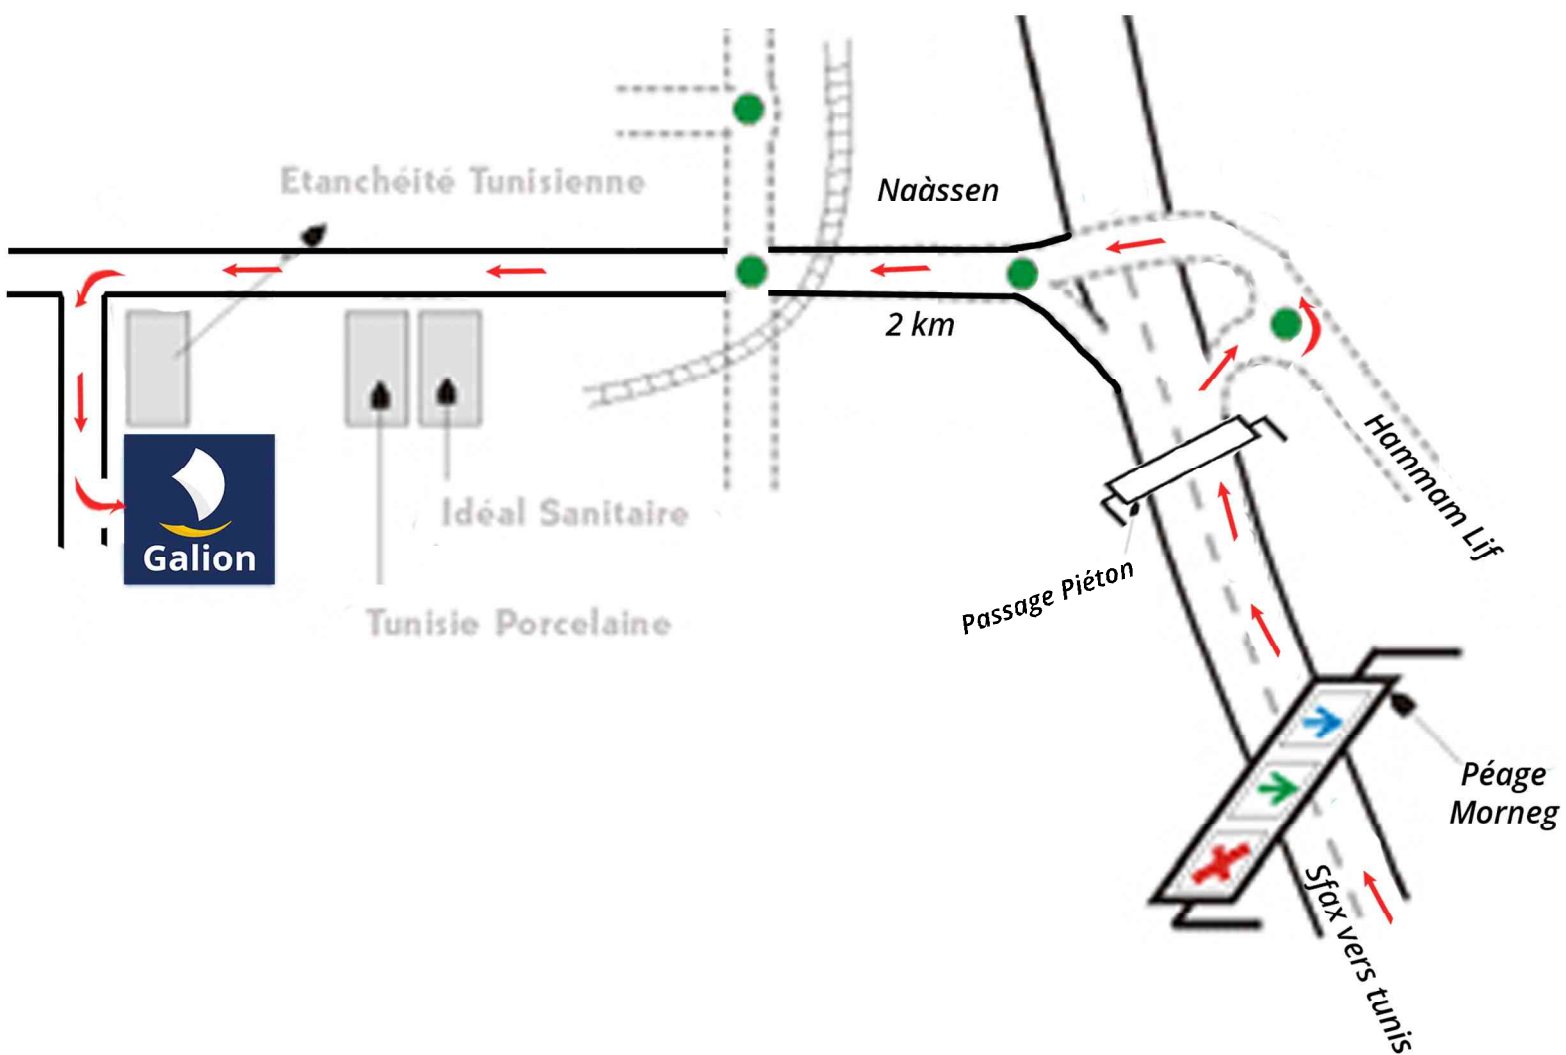 Etanchéité Tunisienne
Naàssen
2 km
Hammam Lif
Idéal Sanitaire
Galion
Passage Piéton
Tunisie Porcelaine
Péage
Morneg
Sfax vers tunis